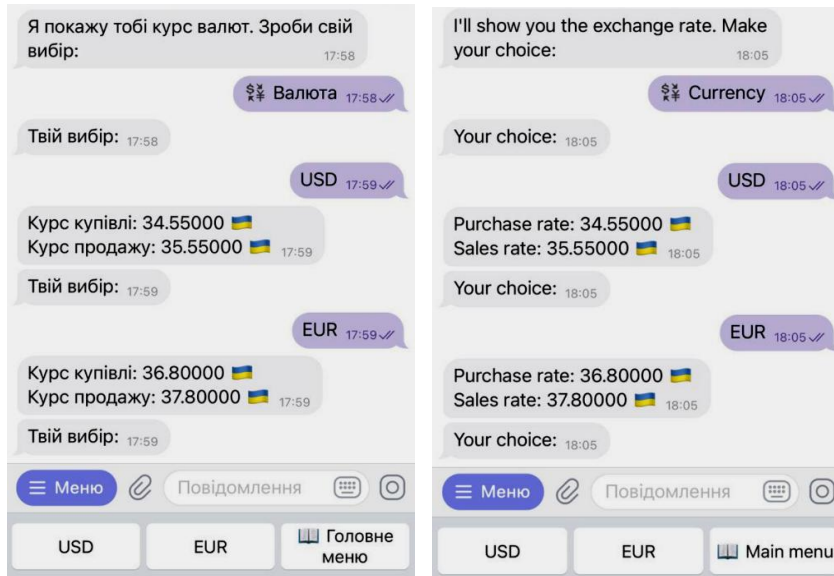 Я покажу тобі курс валют. Зроби свій
вибір:
17:58
Валюта 17:58
Твій вибір: 17:58
USD 17:59
Курс купівлі: 34.55000 🇺🇦
Курс продажу: 35.55000 🇺🇦 17:59
Твій вибір: 17:59
EUR 17:59
Курс купівлі: 36.80000 🇺🇦
Курс продажу: 37.80000 🇺🇦 17:59
Твій вибір: 17:59
Меню
Повідомлення
USD
EUR
📖 Головне
меню
I'll show you the exchange rate. Make
your choice:
18:05
Currency 18:05
Your choice: 18:05
USD 18:05
Purchase rate: 34.55000 🇺🇦
Sales rate: 35.55000 🇺🇦 18:05
Your choice: 18:05
EUR 18:05
Purchase rate: 36.80000 🇺🇦
Sales rate: 37.80000 🇺🇦 18:05
Your choice: 18:05
Меню
Повідомлення
USD
EUR
📖 Main menu